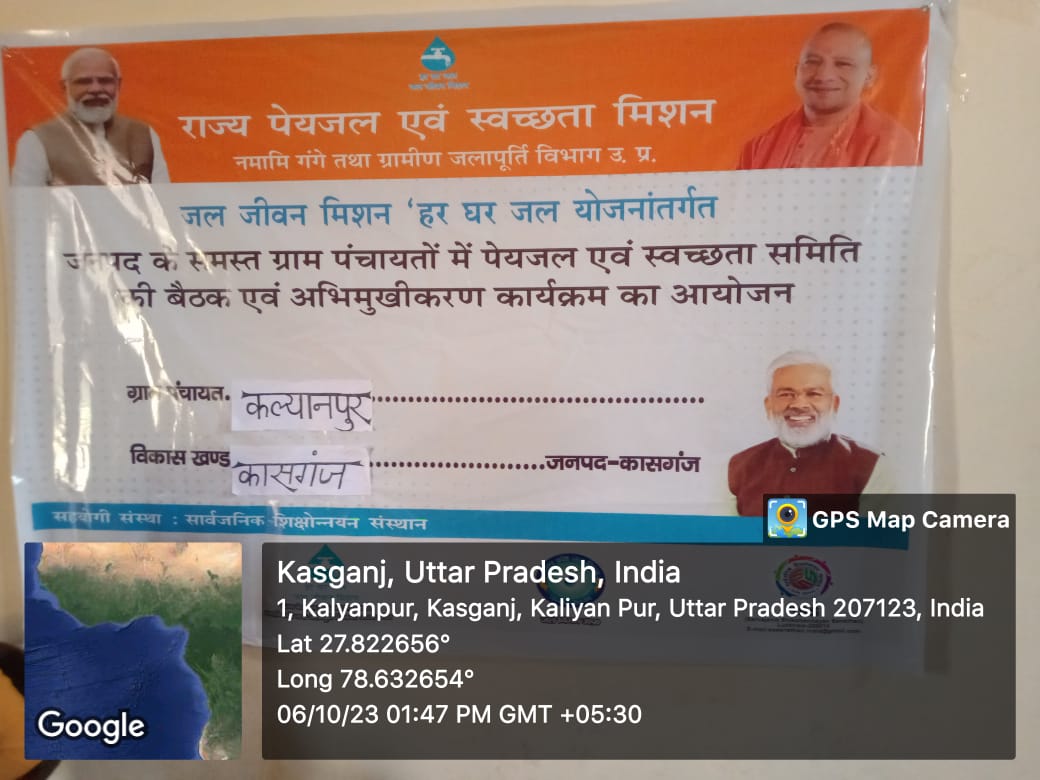 राज्य पेयजल एवं स्वच्छता मिशन
नमामि गंगे तथा ग्रामीण जलापूर्ति विभाग उ. प्र.
जल जीवन मिशन ‘हर घर जल योजनांतर्गत
जनपद के समस्त ग्राम पंचायतों में पेयजल एवं स्वच्छता समिति
की बैठक एवं अभिमुखीकरण कार्यक्रम का आयोजन
ग्राम पंचायत. कल्यानपुर ....................................................
विकास खण्ड कासगंज ...........................जनपद-कासगंज
सहयोगी संस्था : सार्वजनिक शिक्षोन्नयन संस्थान
GPS Map Camera
Kasganj, Uttar Pradesh, India
1, Kalyanpur, Kasganj, Kaliyan Pur, Uttar Pradesh 207123, India
Lat 27.822656°
Long 78.632654°
06/10/23 01:47 PM GMT +05:30
Google